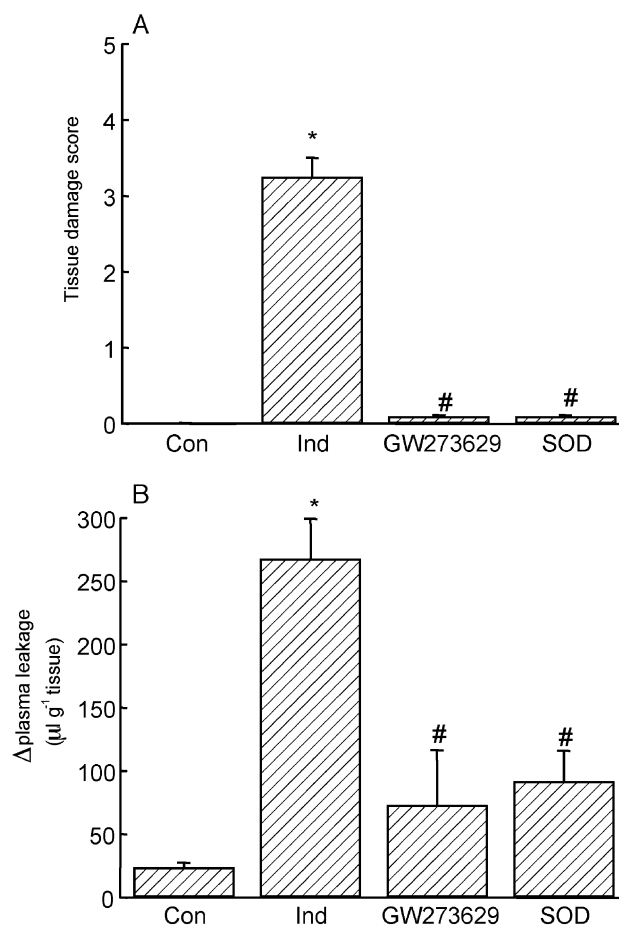 A
Tissue damage score
5
4
3
2
1
0
*
#
#
Con Ind GW273629 SOD
B
Δplasma leakage
(µl g⁻¹ tissue)
300
250
200
150
100
50
0
*
#
#
Con Ind GW273629 SOD